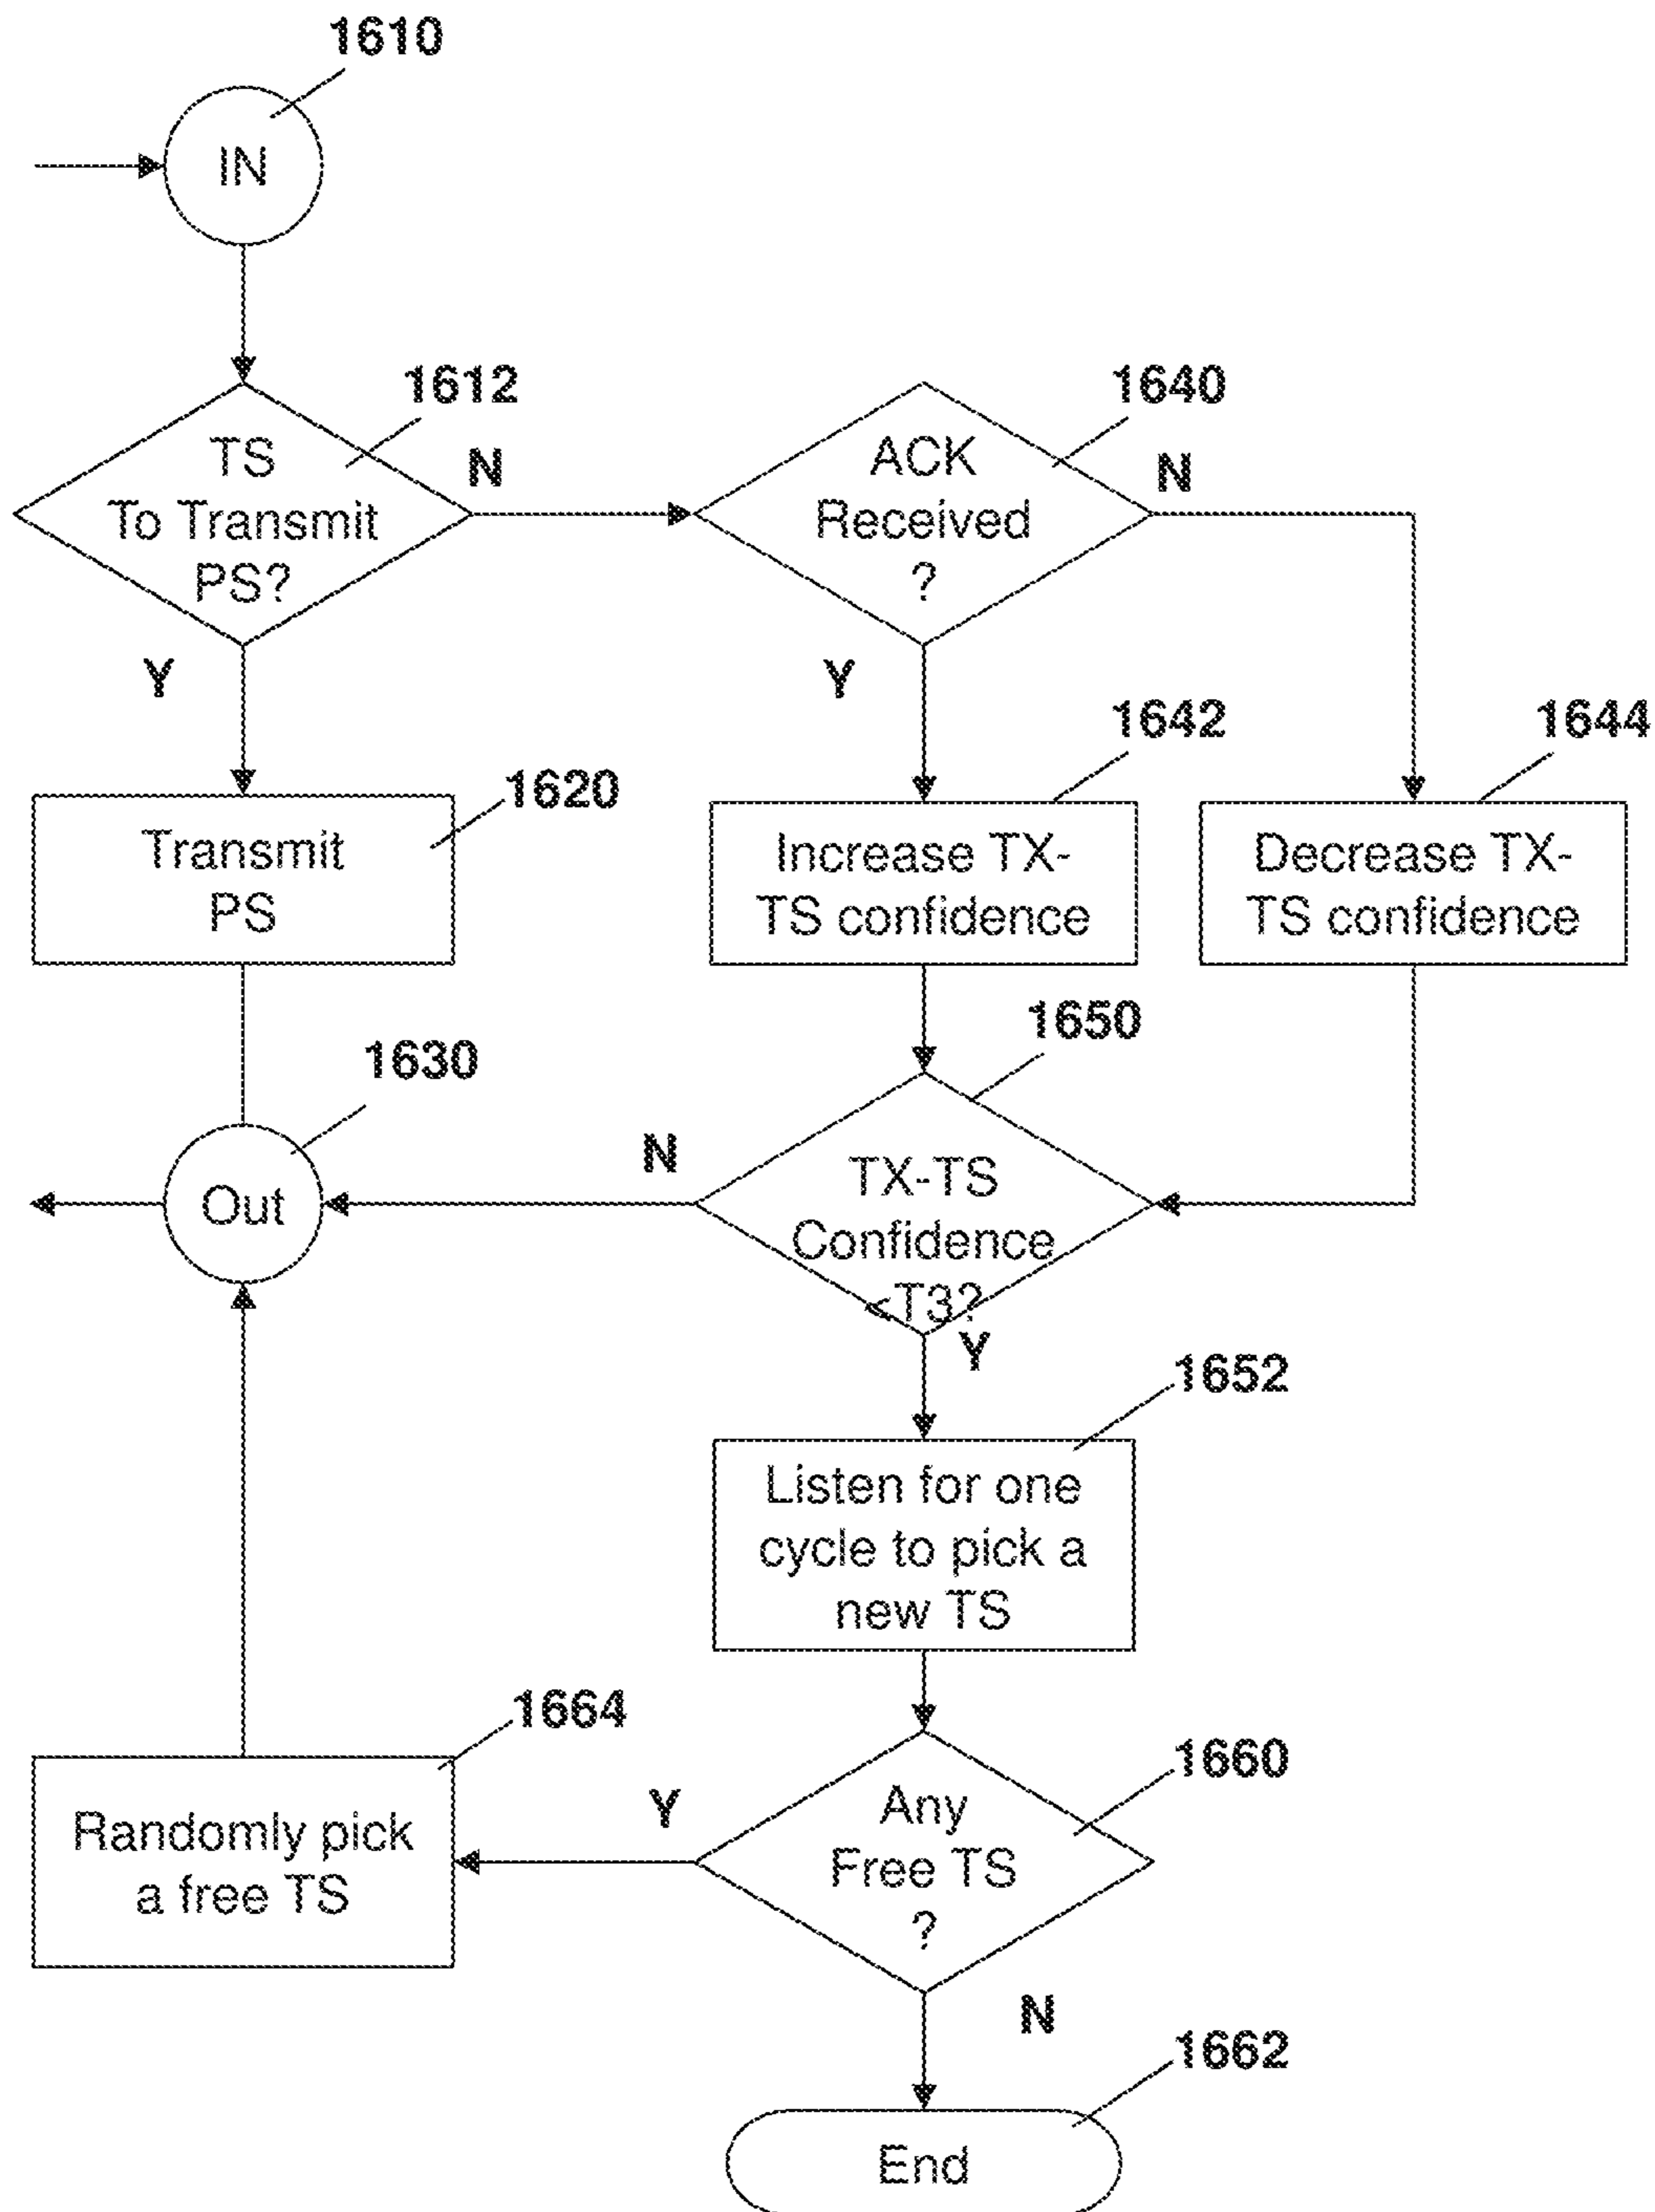 1610
IN
1612
TS
To Transmit
PS?
N
Y
1640
ACK
Received
?
N
Y
1620
Transmit
PS
1642
Increase TX-
TS confidence
1644
Decrease TX-
TS confidence
1630
Out
1650
N
TX-TS
Confidence
<T3?
Y
1652
Listen for one
cycle to pick a
new TS
1664
Randomly pick
a free TS
1660
Y
Any
Free TS
?
N
1662
End